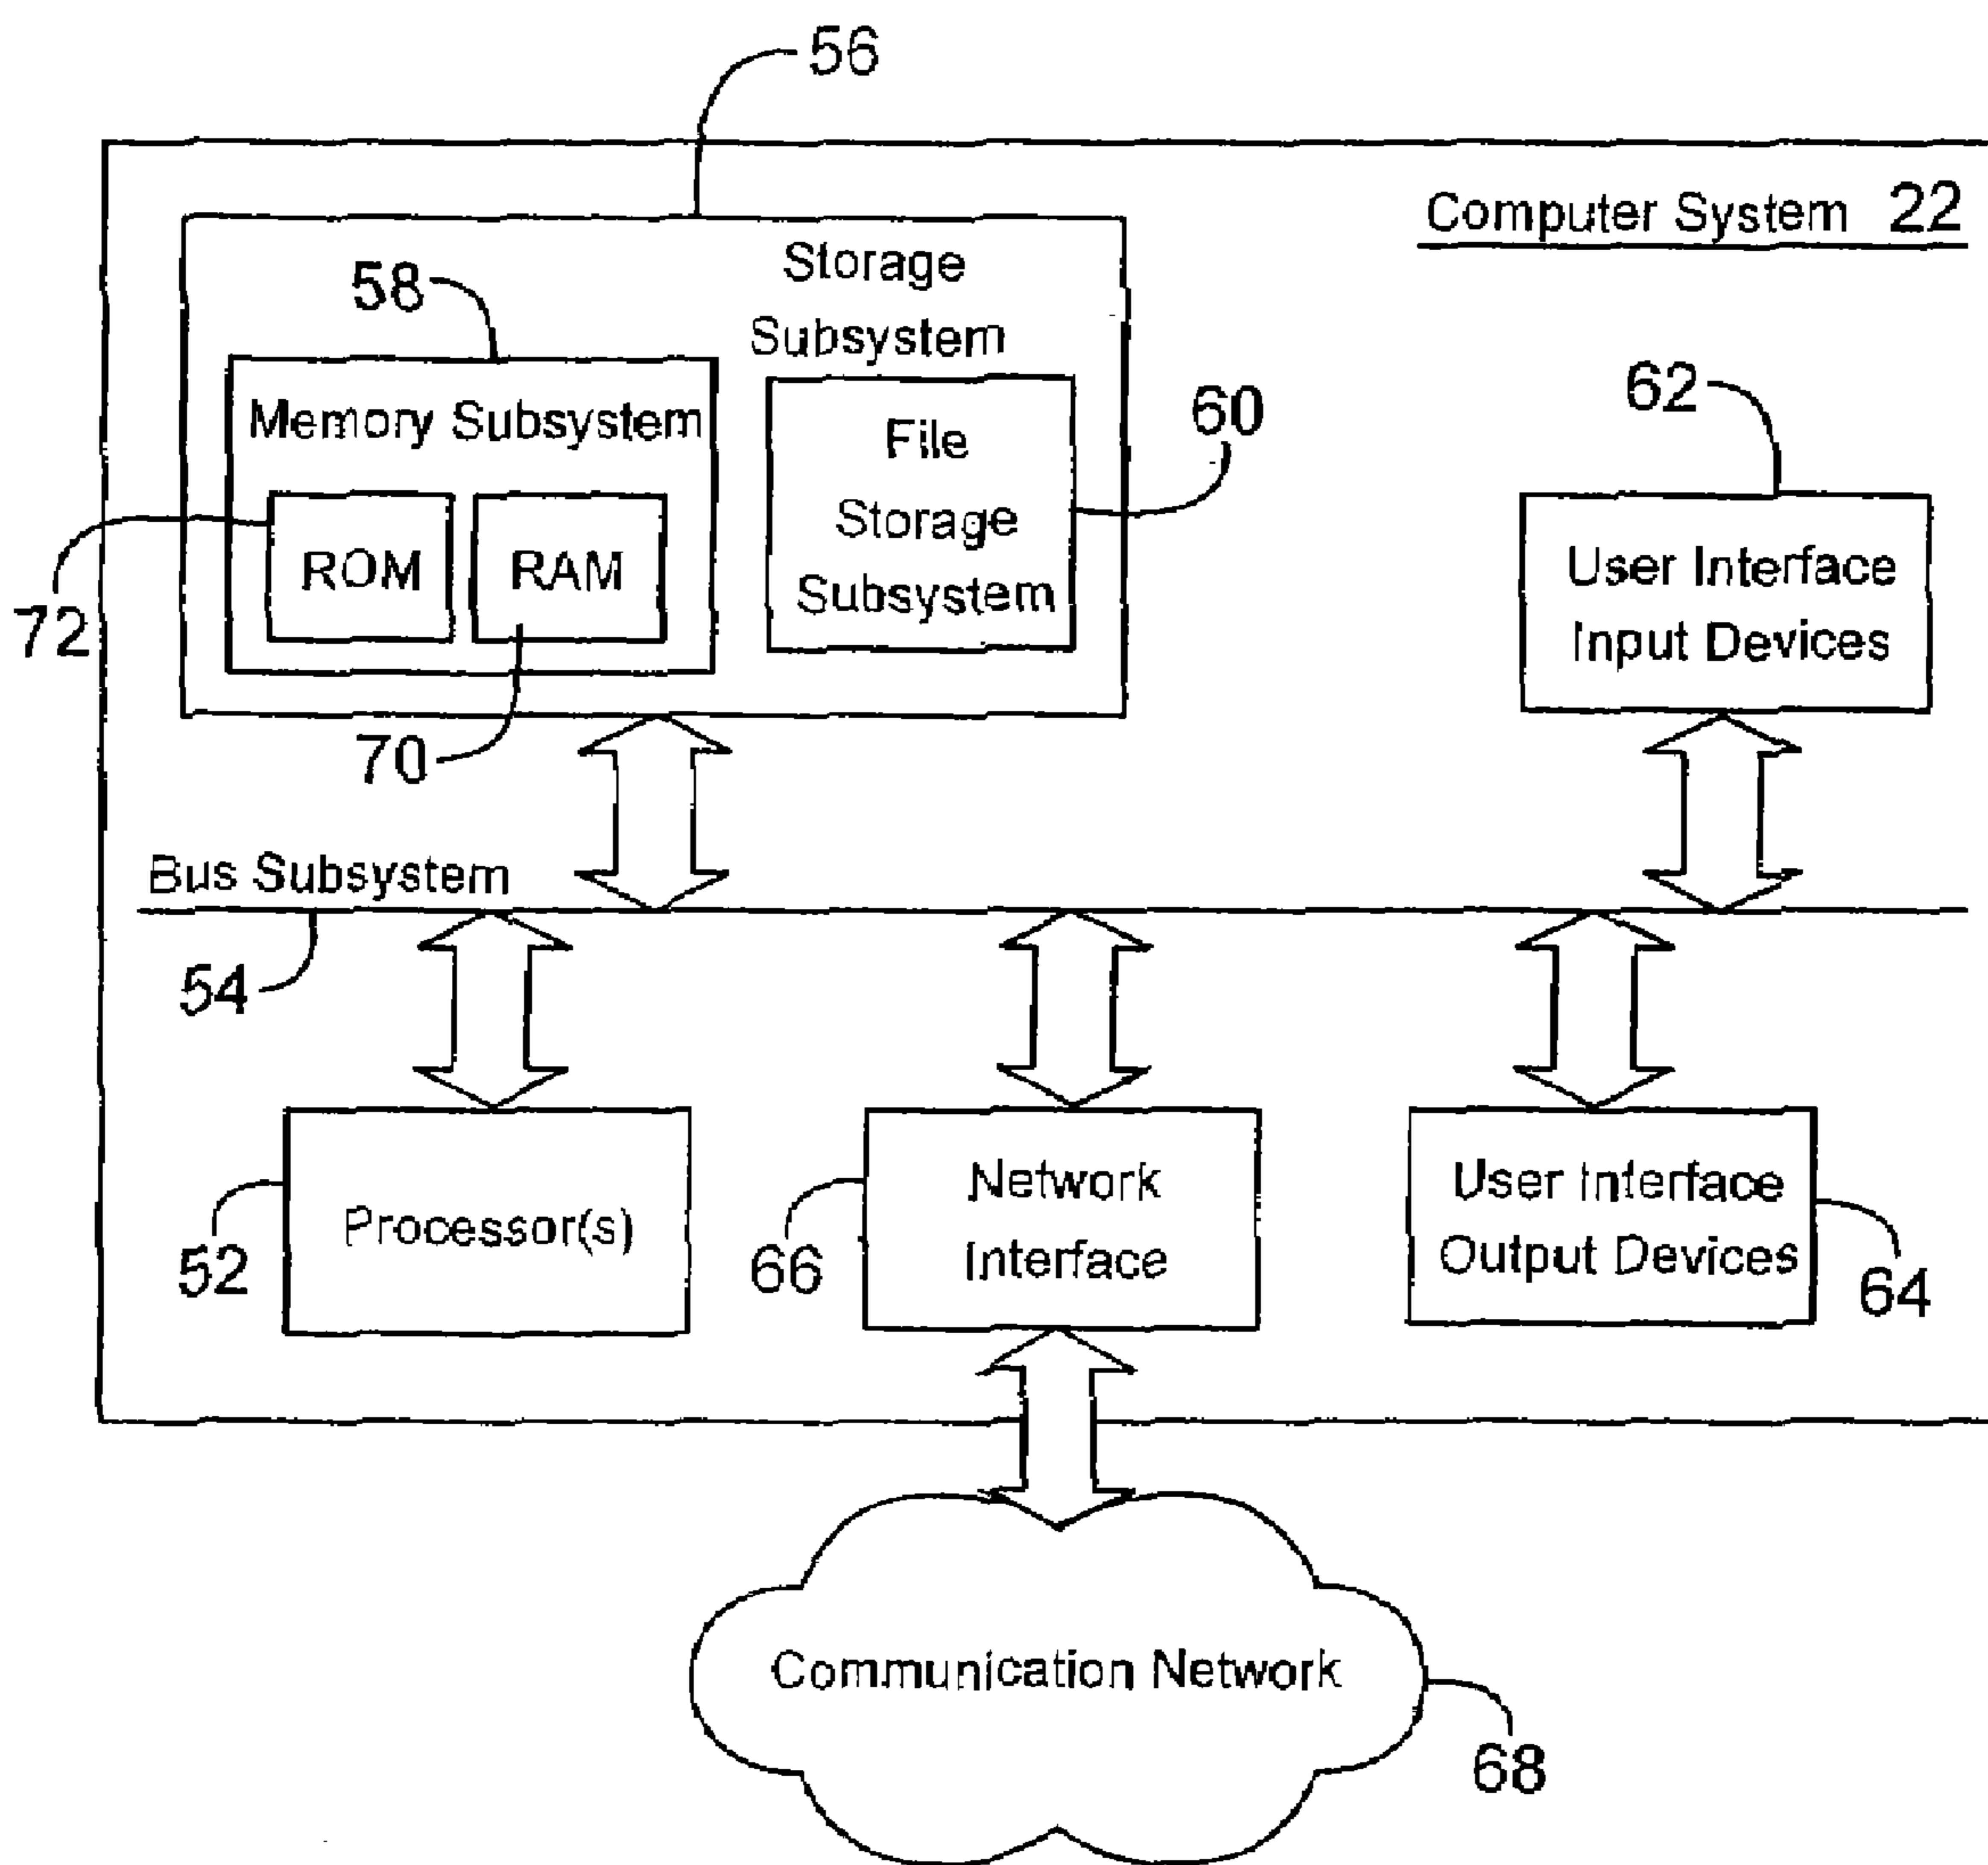 56
Computer System 22
Storage
Subsystem
58
Memory Subsystem
File
Storage
Subsystem
60
62
72
ROM
RAM
User Interface
Input Devices
70
Bus Subsystem
54
Processor(s)
52
Network
Interface
66
User Interface
Output Devices
64
Communication Network
68